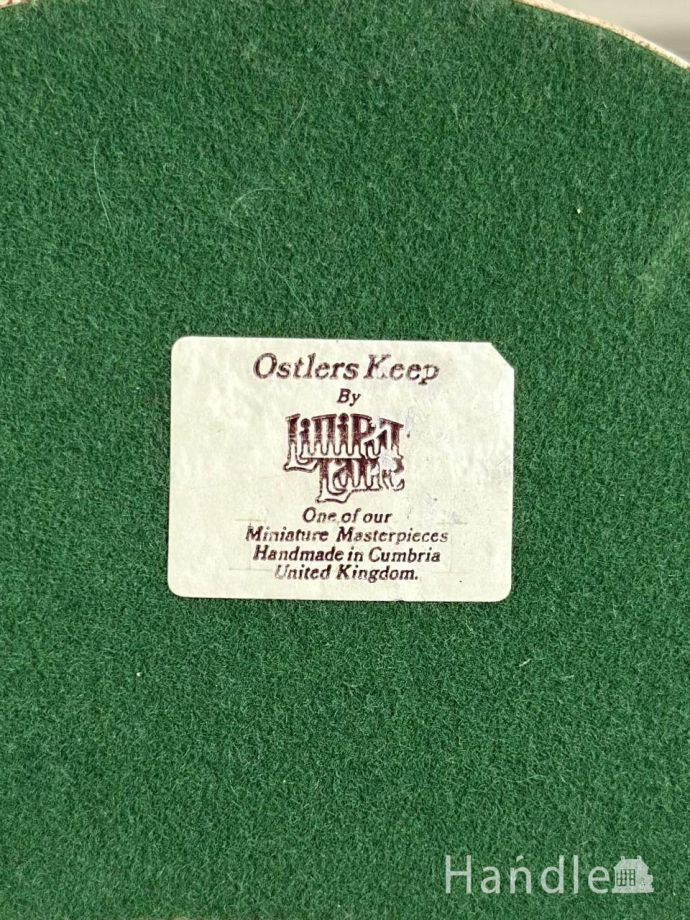 Ostlers Keep
By
Lilliput
Lane
One of our
Miniature Masterpieces
Handmade in Cumbria
United Kingdom.
Handle